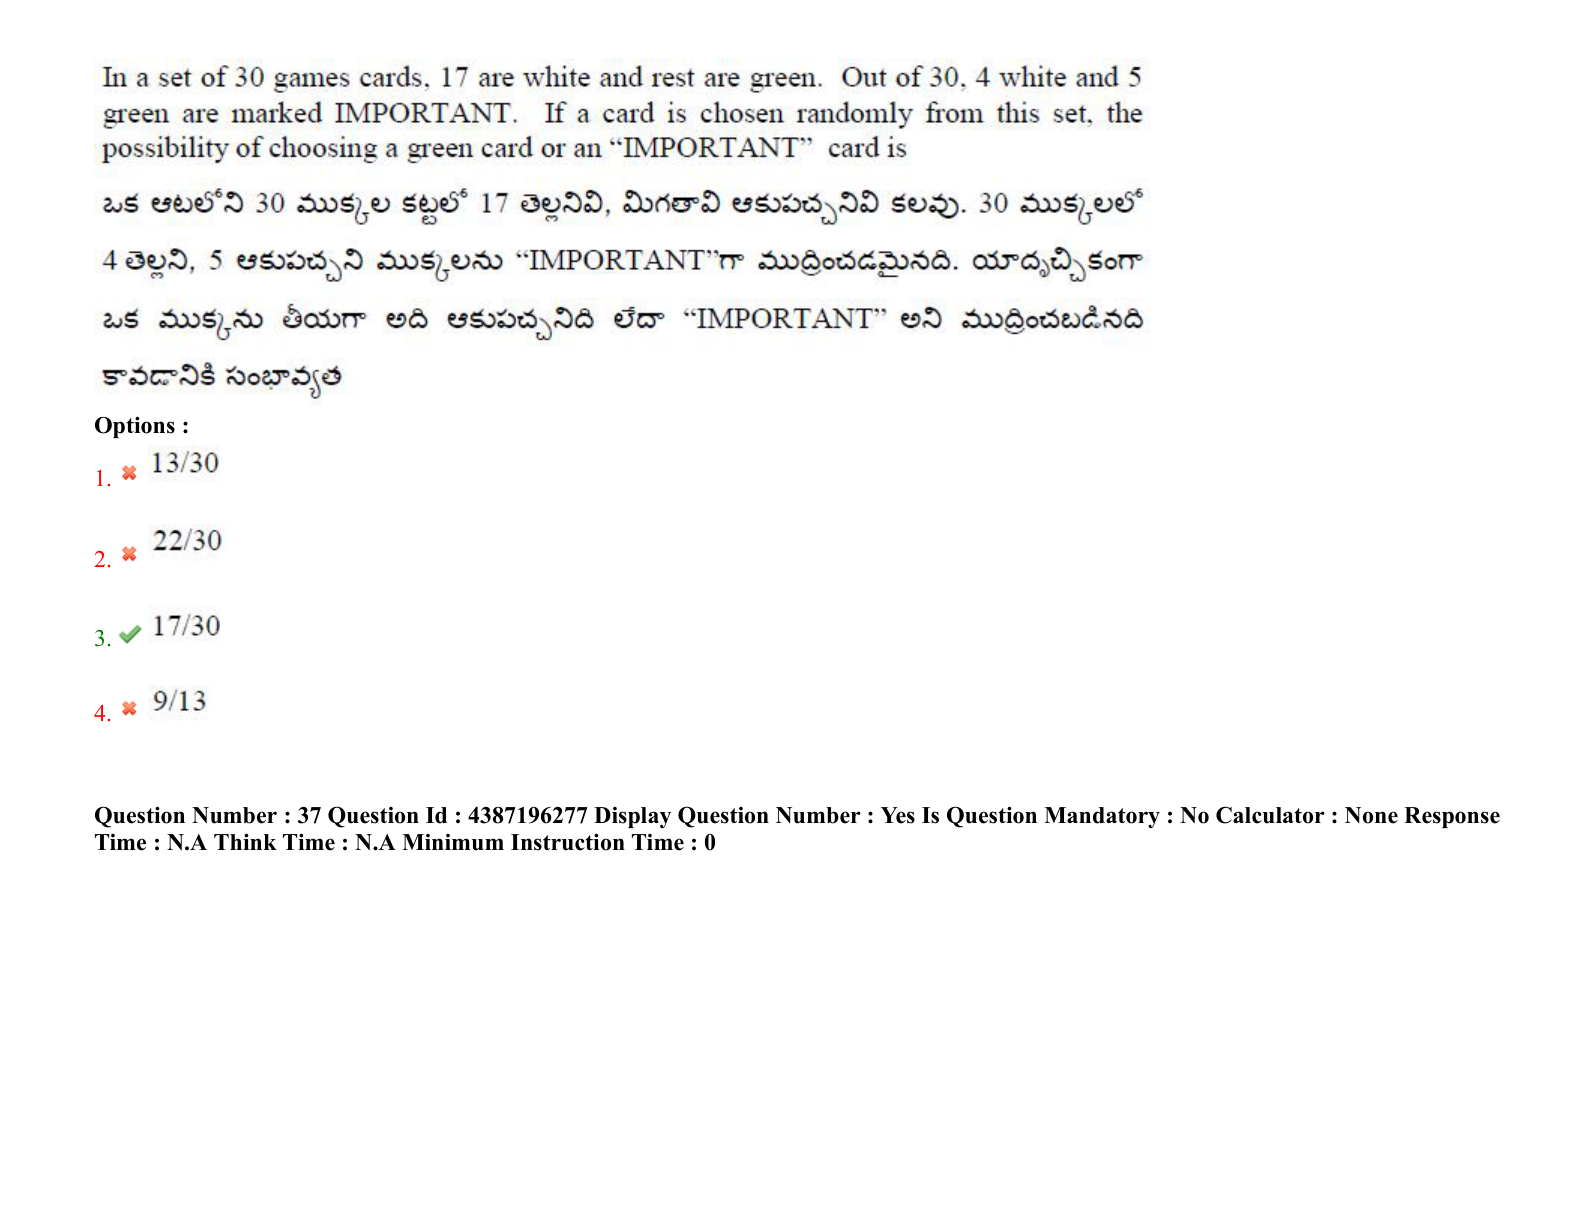 In a set of 30 games cards, 17 are white and rest are green. Out of 30, 4 white and 5
green are marked IMPORTANT. If a card is chosen randomly from this set, the
possibility of choosing a green card or an “IMPORTANT” card is
ఒక ఆటలోని 30 ముక్కల కట్టలో 17 తెల్లనివి, మిగతావి ఆకుపచ్చనివి కలవు. 30 ముక్కలలో
4 తెల్లని, 5 ఆకుపచ్చని ముక్కలను “IMPORTANT”గా ముద్రించడమైనది. యాదృచ్చికంగా
ఒక ముక్కను తీయగా అది ఆకుపచ్చనిది లేదా “IMPORTANT” అని ముద్రించబడినది
కావడానికి సంభావ్యత
Options :
1. 13/30
2. 22/30
3. 17/30
4. 9/13
Question Number : 37 Question Id : 4387196277 Display Question Number : Yes Is Question Mandatory : No Calculator : None Response
Time : N.A Think Time : N.A Minimum Instruction Time : 0